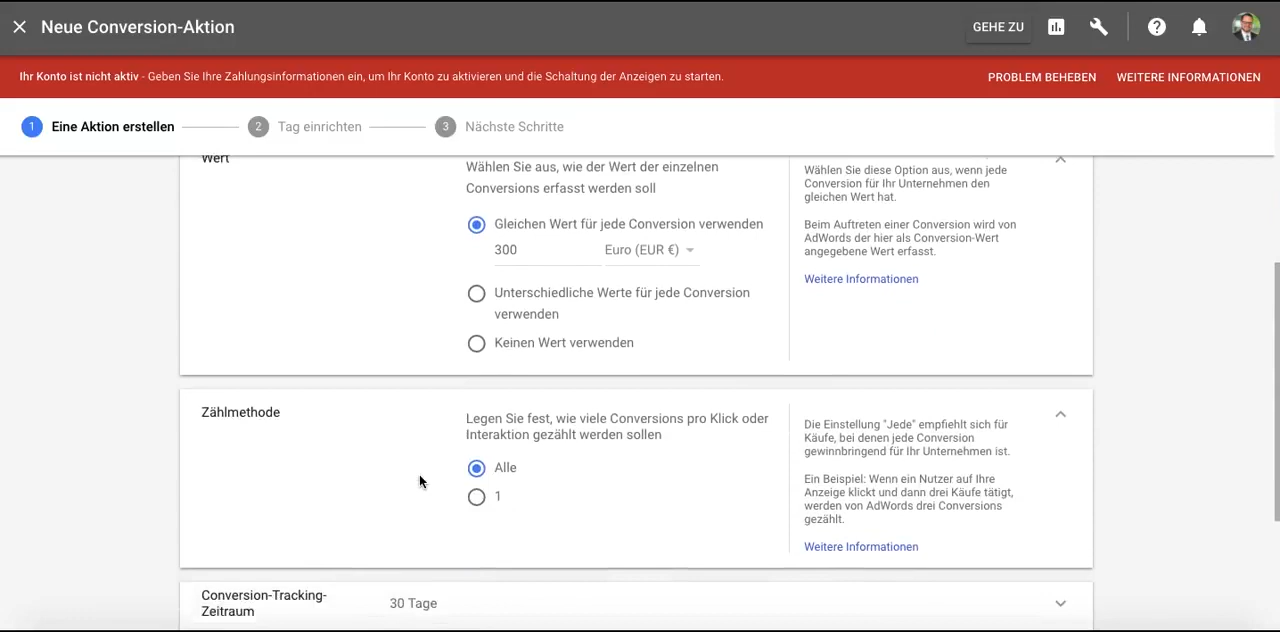 Neue Conversion-Aktion
GEHE ZU
Ihr Konto ist nicht aktiv - Geben Sie Ihre Zahlungsinformationen ein, um Ihr Konto zu aktivieren und die Schaltung der Anzeigen zu starten.
PROBLEM BEHEBEN
WEITERE INFORMATIONEN
1 Eine Aktion erstellen
2 Tag einrichten
3 Nächste Schritte
Wert
Wählen Sie aus, wie der Wert der einzelnen
Conversions erfasst werden soll
Gleichen Wert für jede Conversion verwenden
300 Euro (EUR €)
Unterschiedliche Werte für jede Conversion
verwenden
Keinen Wert verwenden
Wählen Sie diese Option aus, wenn jede
Conversion für Ihr Unternehmen den
gleichen Wert hat.
Beim Auftreten einer Conversion wird von
AdWords der hier als Conversion-Wert
angegebene Wert erfasst.
Weitere Informationen
Zählmethode
Legen Sie fest, wie viele Conversions pro Klick oder
Interaktion gezählt werden sollen
Alle
1
Die Einstellung "Jede" empfiehlt sich für
Käufe, bei denen jede Conversion
gewinnbringend für Ihr Unternehmen ist.
Ein Beispiel: Wenn ein Nutzer auf Ihre
Anzeige klickt und dann drei Käufe tätigt,
werden von AdWords drei Conversions
gezählt.
Weitere Informationen
Conversion-Tracking-
Zeitraum
30 Tage